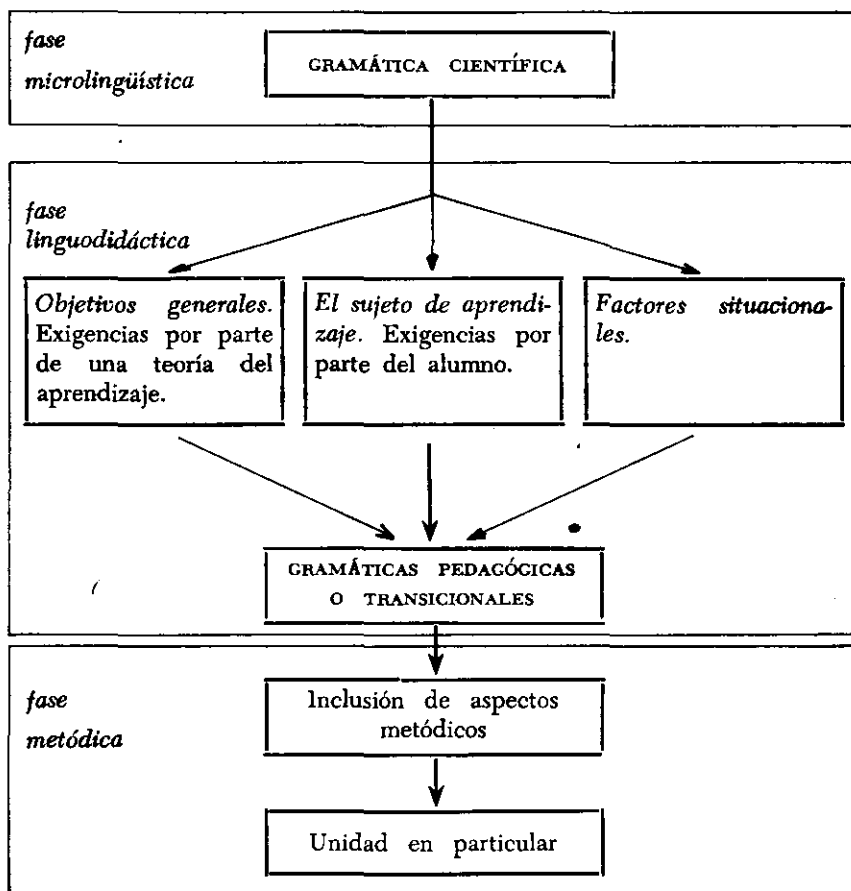 fase
microlingüística
GRAMÁTICA CIENTÍFICA
fase
linguodidáctica
Objetivos generales.
Exigencias por parte
de una teoría del
aprendizaje.
El sujeto de aprendi-
zaje. Exigencias por
parte del alumno.
Factores situaciona-
les.
GRAMÁTICAS PEDAGÓGICAS
O TRANSICIONALES
fase
metódica
Inclusión de aspectos
metódicos
Unidad en particular